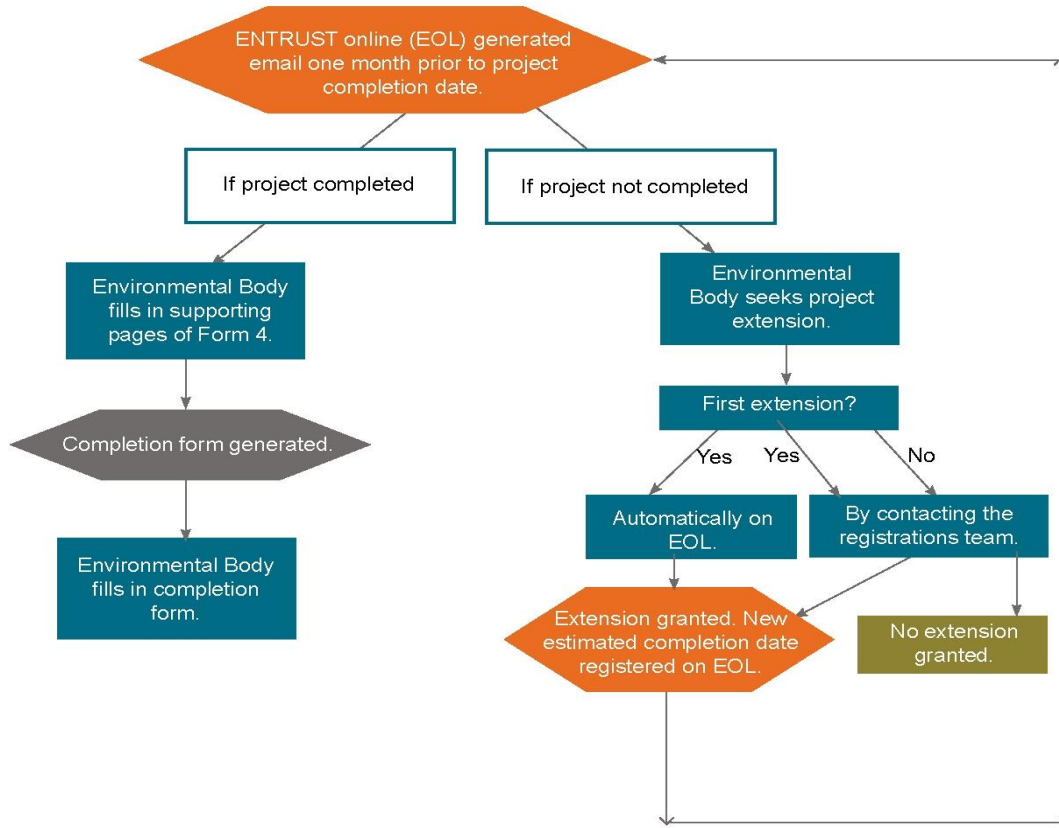 ENTRUST online (EOL) generated
email one month prior to project
completion date.
If project completed
If project not completed
Environmental Body
fills in supporting
pages of Form 4.
Environmental
Body seeks project
extension.
First extension?
Completion form generated.
Yes
Yes
No
Automatically on
EOL.
By contacting the
registrations team.
Environmental Body
fills in completion
form.
Extension granted. New
estimated completion date
registered on EOL.
No extension
granted.